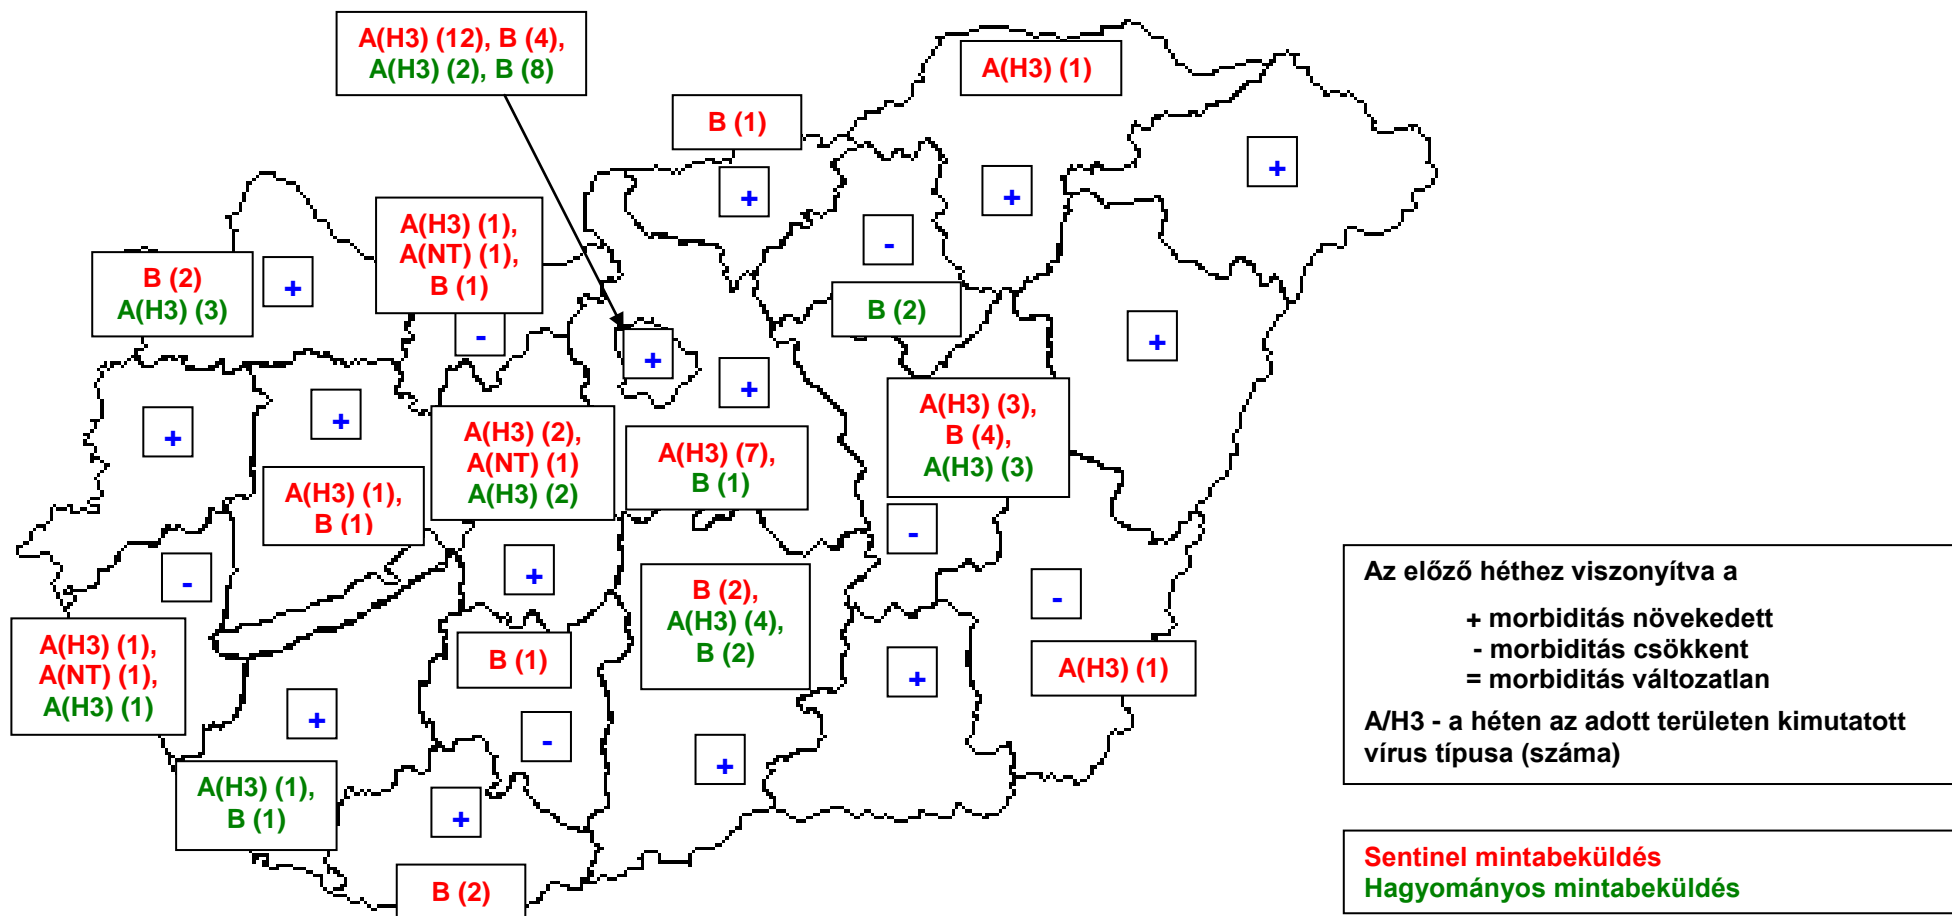 A(H3) (12), B (4),
A(H3) (2), B (8)
A(H3) (1)
B (1)
+
+
+
A(H3) (1),
A(NT) (1),
B (1)
-
B (2)
A(H3) (3)
+
B (2)
-
+
+
+
+
+
A(H3) (2),
A(NT) (1)
A(H3) (2)
A(H3) (7),
B (1)
A(H3) (3),
B (4),
A(H3) (3)
A(H3) (1),
B (1)
-
-
+
B (2),
A(H3) (4),
B (2)
-
A(H3) (1),
A(NT) (1),
A(H3) (1)
B (1)
+
A(H3) (1)
+
-
+
A(H3) (1),
B (1)
+
B (2)
Az előző héthez viszonyítva a
+ morbiditás növekedett
- morbiditás csökkent
= morbiditás változatlan
A/H3 - a héten az adott területen kimutatott
vírus típusa (száma)
Sentinel mintabeküldés
Hagyományos mintabeküldés